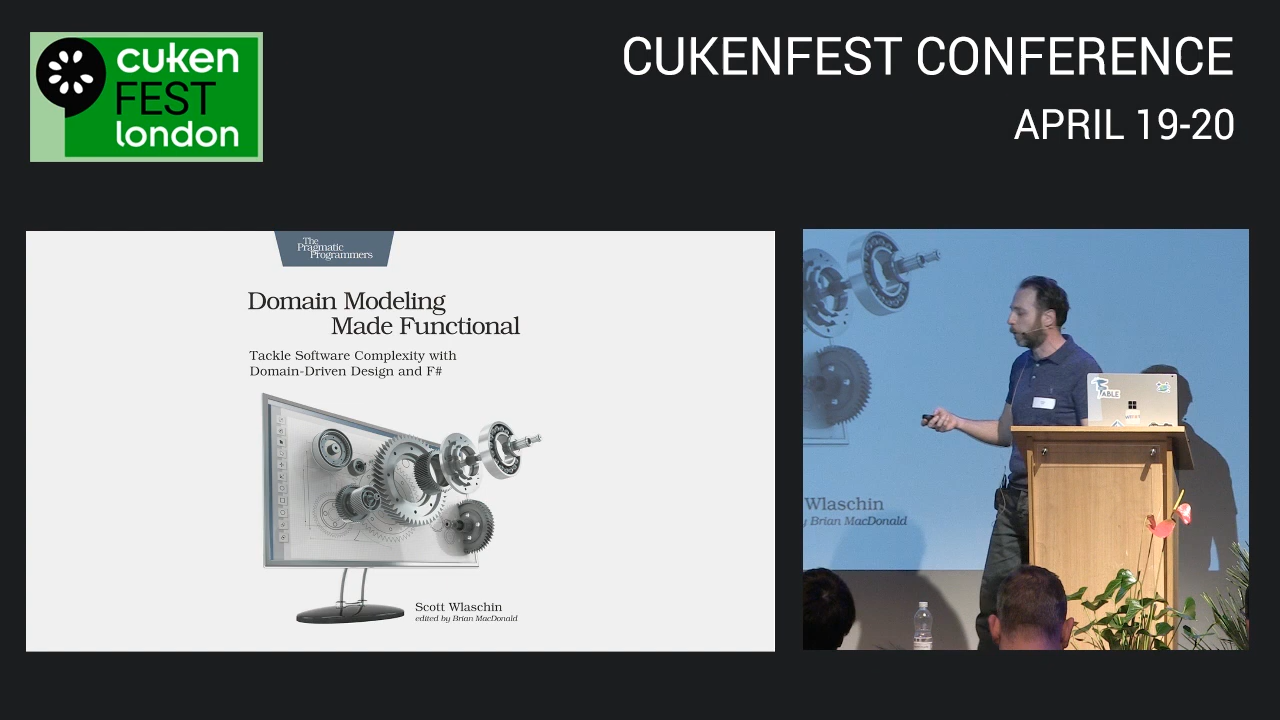 cuken
FEST
london
CUKENFEST CONFERENCE
APRIL 19-20
The
Pragmatic
Programmers
Domain Modeling
Made Functional
Tackle Software Complexity with
Domain-Driven Design and F#
Scott Wlaschin
edited by Brian MacDonald
Wlaschin
y Brian MacDonald
ABLE